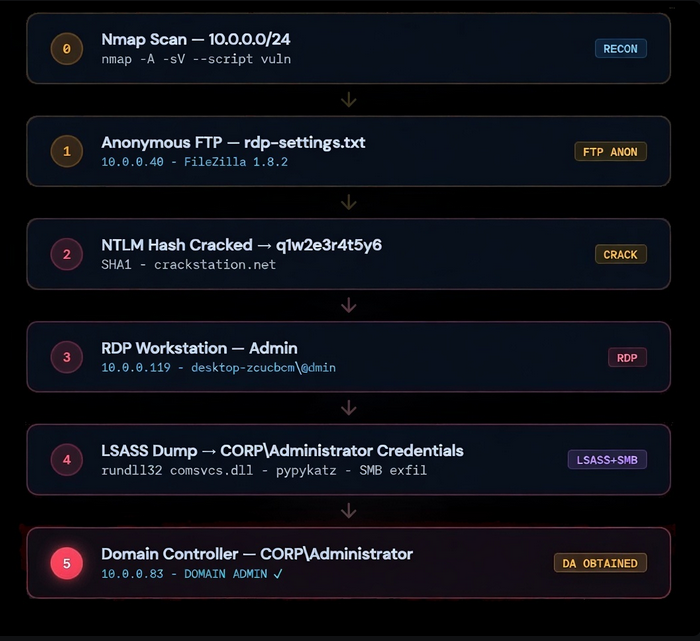 0
Nmap Scan — 10.0.0.0/24
nmap -A -sV --script vuln
RECON
1
Anonymous FTP — rdp-settings.txt
10.0.0.40 - FileZilla 1.8.2
FTP ANON
2
NTLM Hash Cracked → q1w2e3r4t5y6
SHA1 - crackstation.net
CRACK
3
RDP Workstation — Admin
10.0.0.119 - desktop-zcucbcm\@dmin
RDP
4
LSASS Dump → CORP\Administrator Credentials
rundll32 comsvcs.dll - pypykatz - SMB exfil
LSASS+SMB
5
Domain Controller — CORP\Administrator
10.0.0.83 - DOMAIN ADMIN ✓
DA OBTAINED